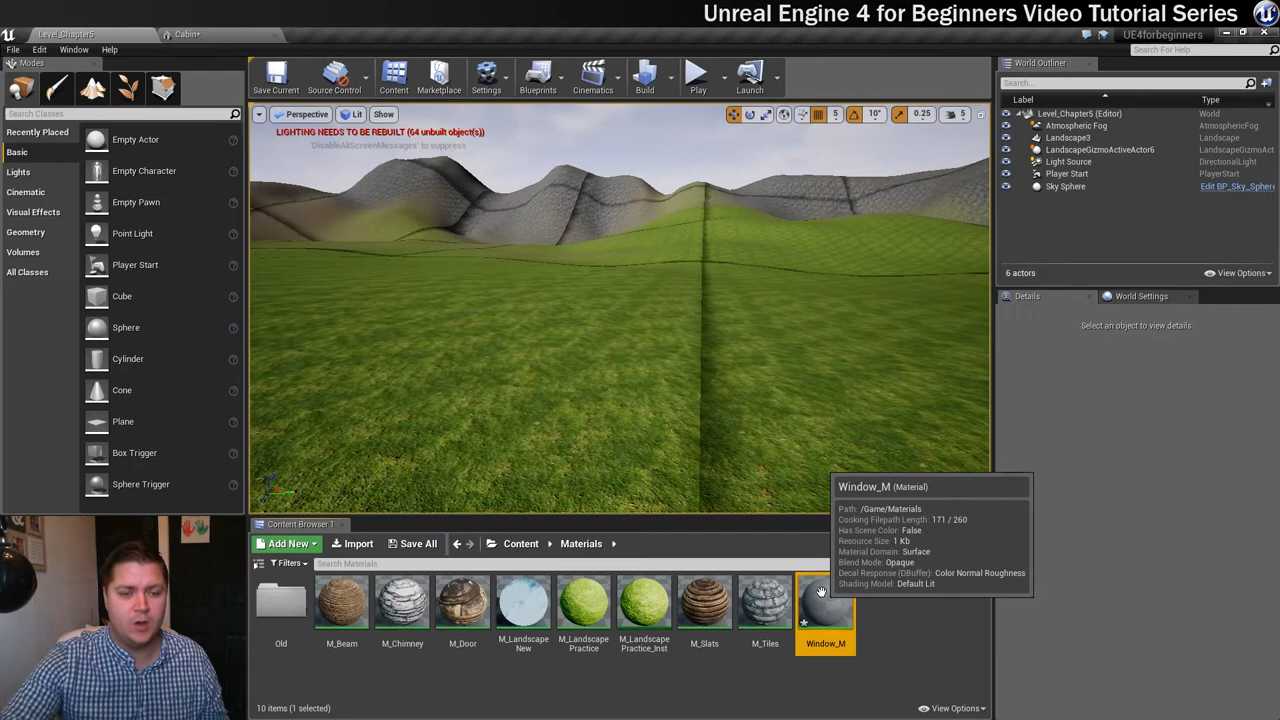 Unreal Engine 4 for Beginners Video Tutorial Series
Level_Chapter5
Cabin*
UE4forbeginners
File Edit Window Help
Search For Help
Modes
Search Classes
Recently Placed
Basic
Lights
Cinematic
Visual Effects
Geometry
Volumes
All Classes
Empty Actor
Empty Character
Empty Pawn
Point Light
Player Start
Cube
Sphere
Cylinder
Cone
Plane
Box Trigger
Sphere Trigger
Save Current
Source Control
Content
Marketplace
Settings
Blueprints
Cinematics
Build
Play
Launch
Perspective
Lit
Show
5
10°
0.25
5
LIGHTING NEEDS TO BE REBUILT (64 unbuilt object(s))
'DisableAllScreenMessages' to suppress
World Outliner
Search...
Label
Type
Level_Chapter5 (Editor) World
Atmospheric Fog AtmosphericFog
Landscape3 Landscape
LandscapeGizmoActiveActor6 LandscapeGizmoAct
Light Source DirectionalLight
Player Start PlayerStart
Sky Sphere Edit BP_Sky_Sphere
6 actors
View Options
Details
World Settings
Select an object to view details.
Content Browser 1
Add New
Import
Save All
Content
Materials
Filters
Search Materials
Old
M_Beam
M_Chimney
M_Door
M_Landscape
New
M_Landscape
Practice
M_Landscape
Practice_Inst
M_Slats
M_Tiles
Window_M
10 items (1 selected)
View Options
Window_M (Material)
Path: /Game/Materials
Cooking Filepath Length: 171 / 260
Has Scene Color: False
Resource Size: 1 Kb
Material Domain: Surface
Blend Mode: Opaque
Decal Response (DBuffer): Color Normal Roughness
Shading Model: Default Lit